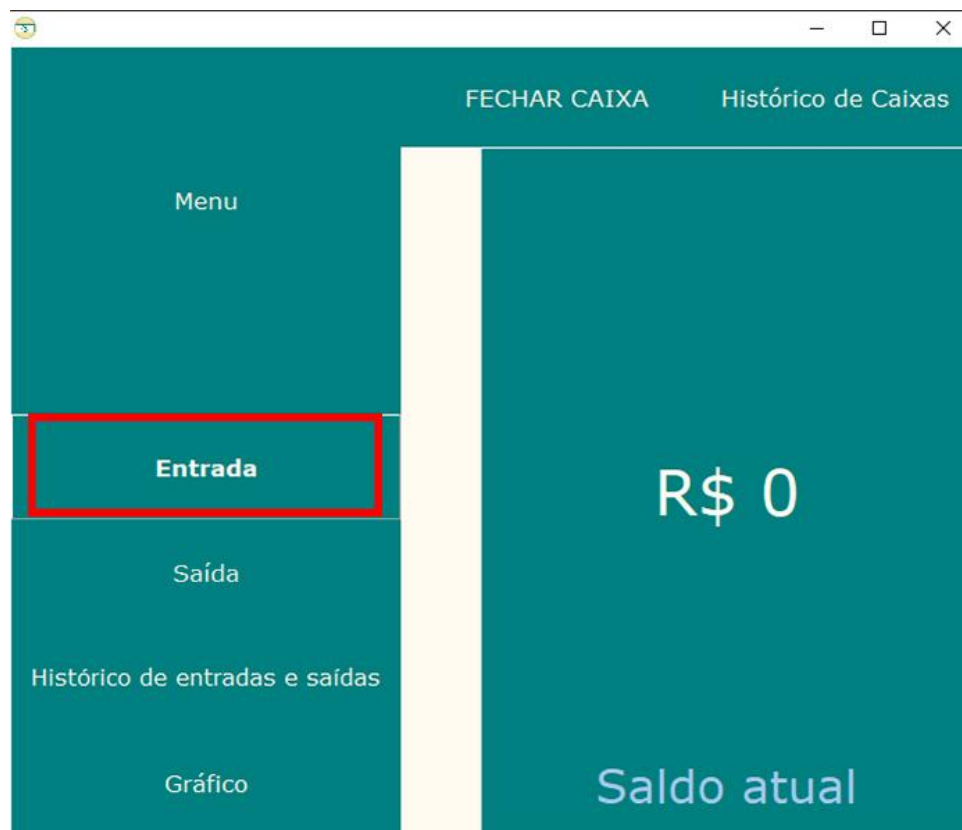 FECHAR CAIXA
Histórico de Caixas
Menu
Entrada
Saída
Histórico de entradas e saídas
Gráfico
R$ 0
Saldo atual